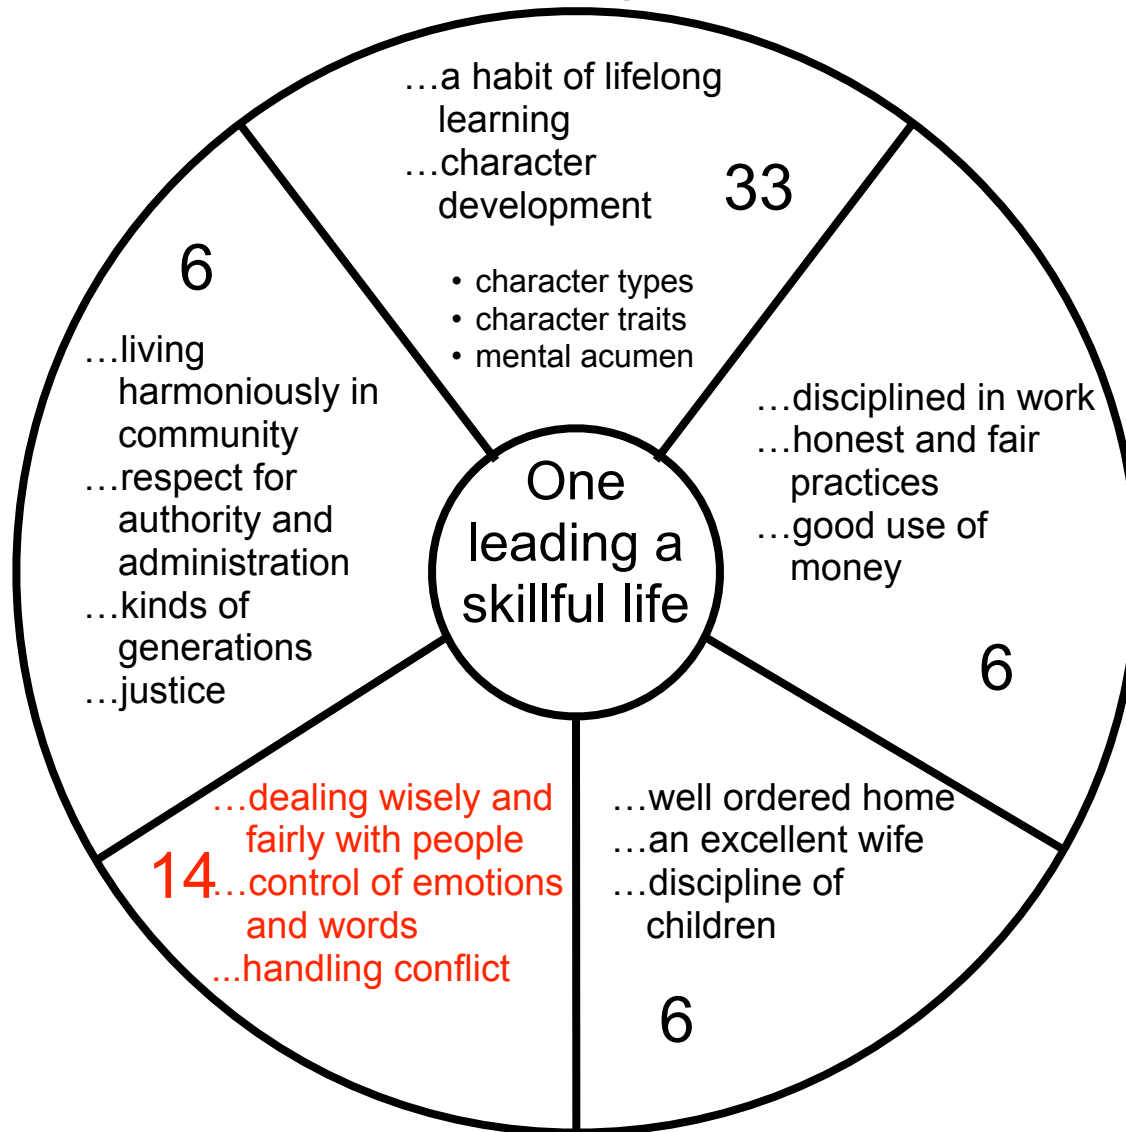 …a habit of lifelong
learning
…character
development
33
• character types
• character traits
• mental acumen
6
…living
harmoniously in
community
…respect for
authority and
administration
…kinds of
generations
…justice
One
leading a
skillful life
…disciplined in work
…honest and fair
practices
…good use of
money
6
…dealing wisely and
fairly with people
14
…control of emotions
and words
...handling conflict
…well ordered home
…an excellent wife
…discipline of
children
6